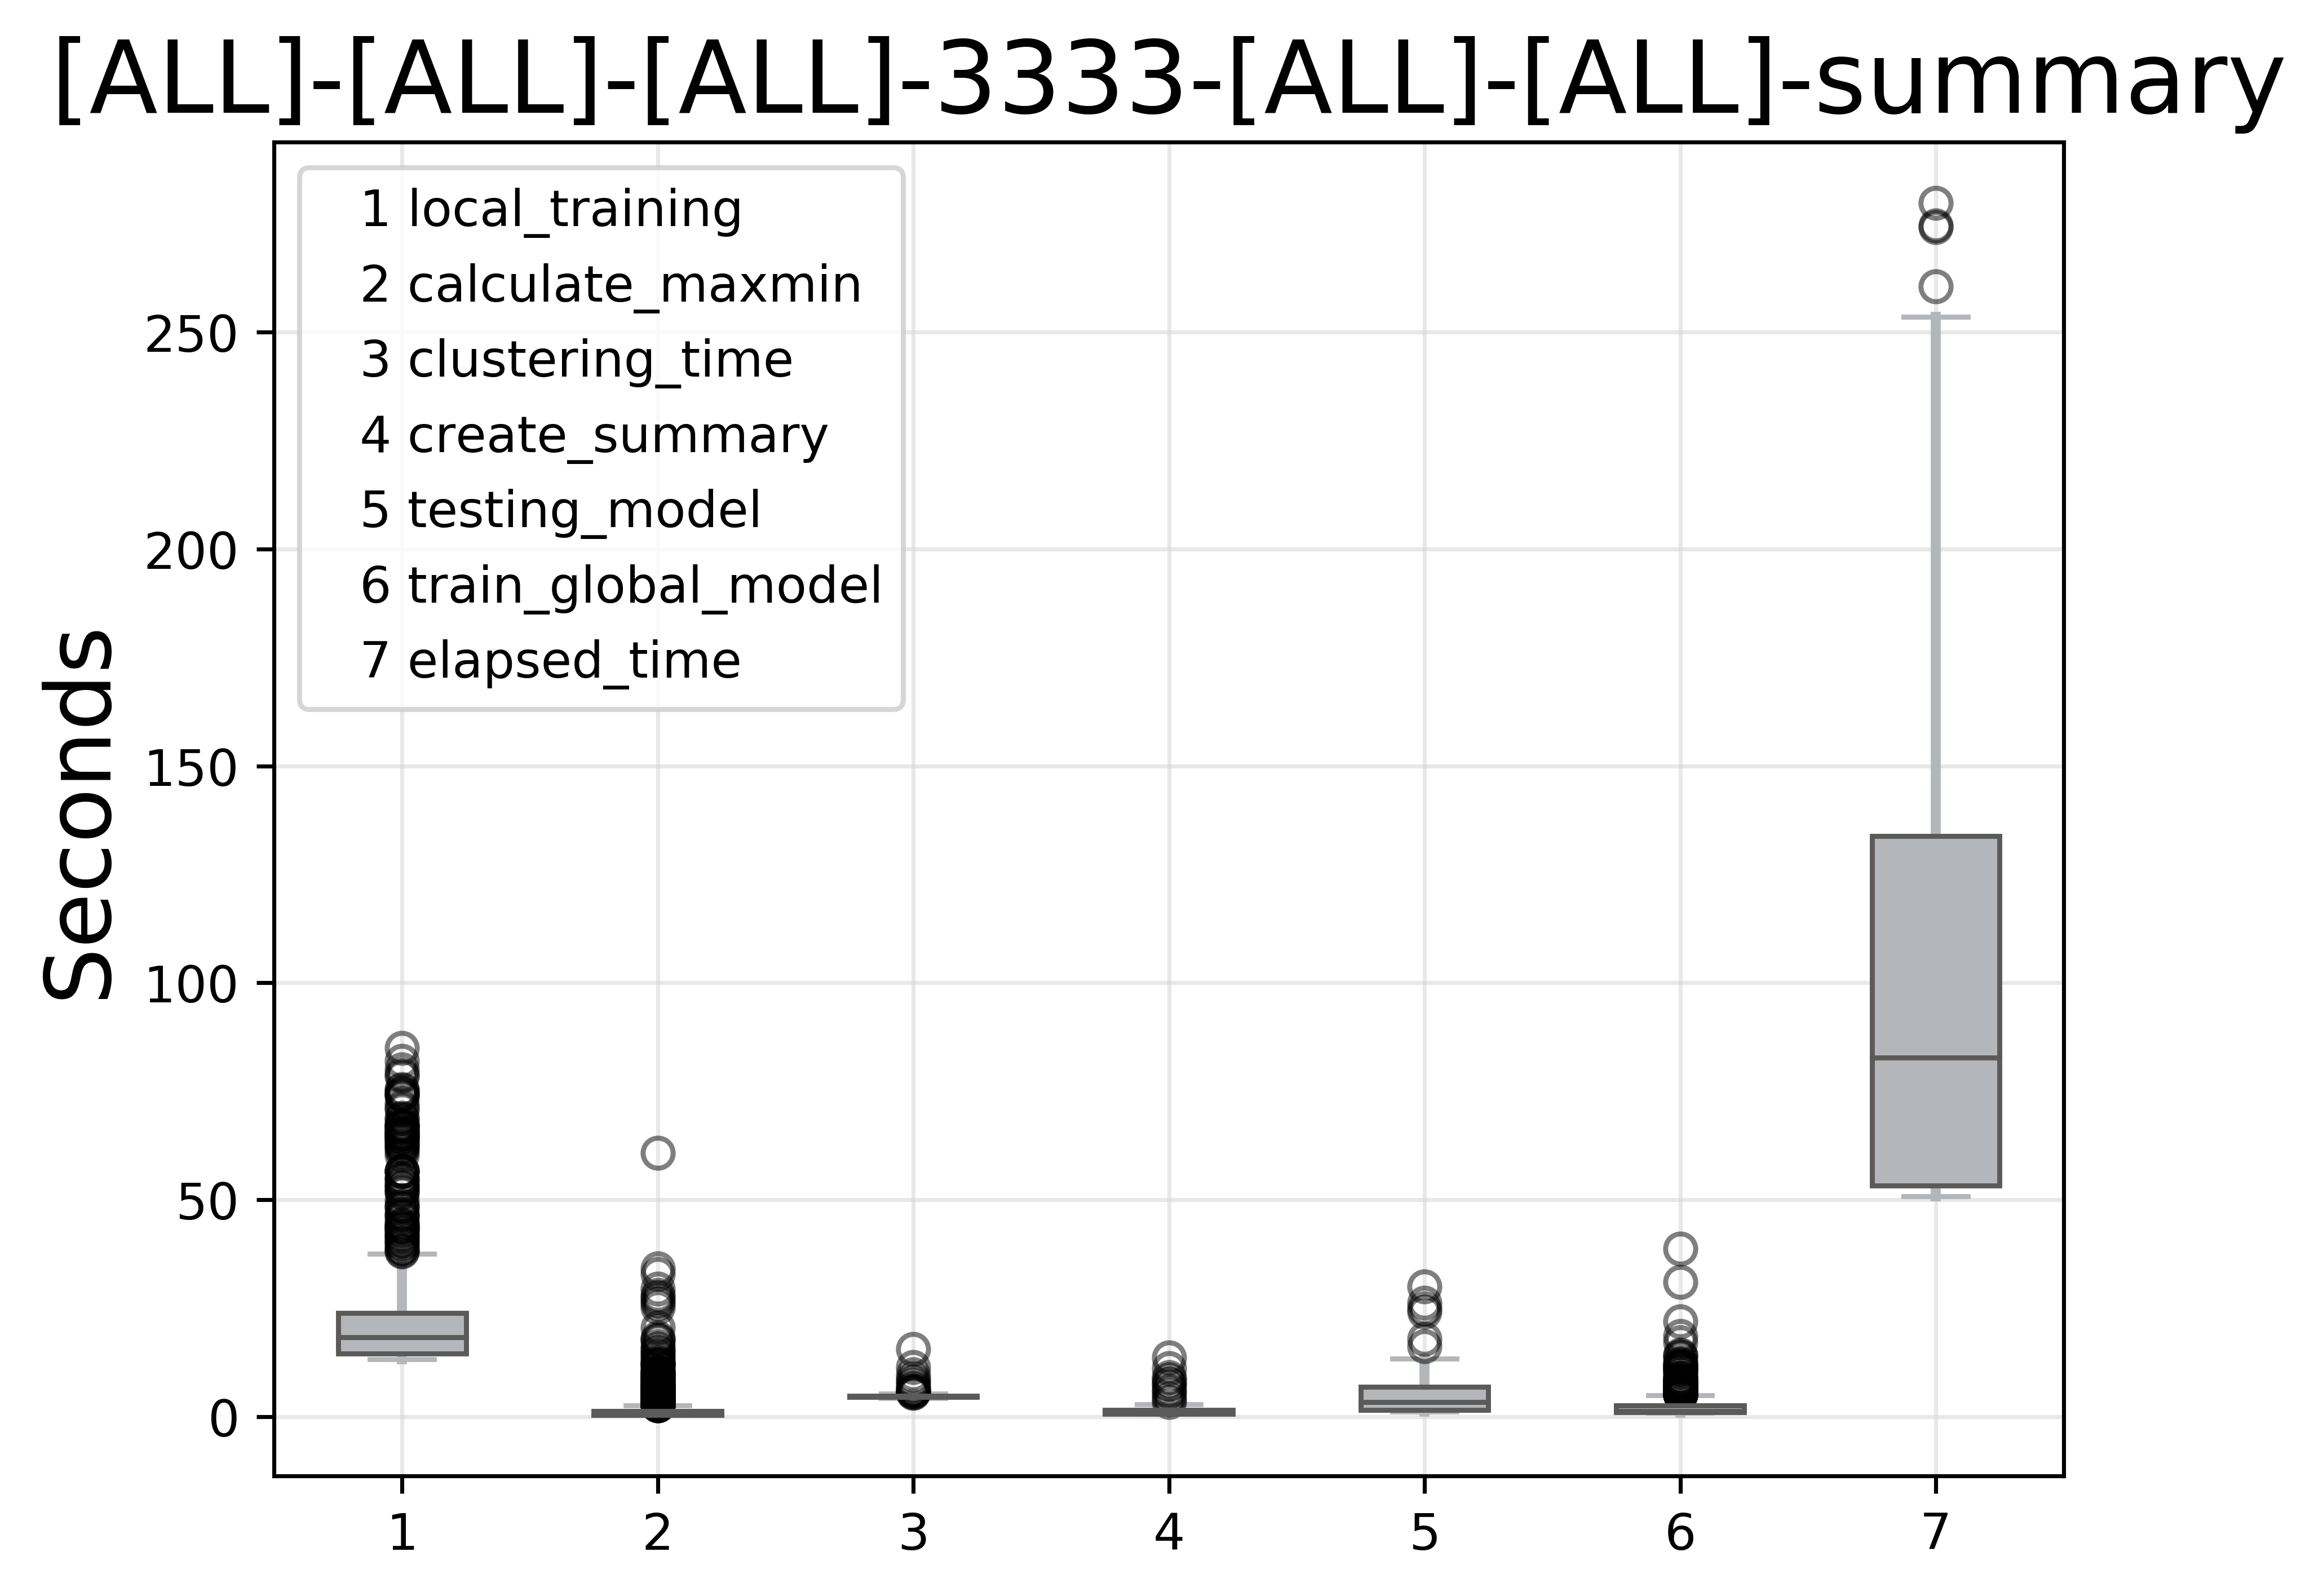 [ALL]-[ALL]-[ALL]-3333-[ALL]-[ALL]-summary
1 local_training
2 calculate_maxmin
3 clustering_time
4 create_summary
5 testing_model
6 train_global_model
7 elapsed_time
Seconds
250
200
150
100
50
0
1 2 3 4 5 6 7